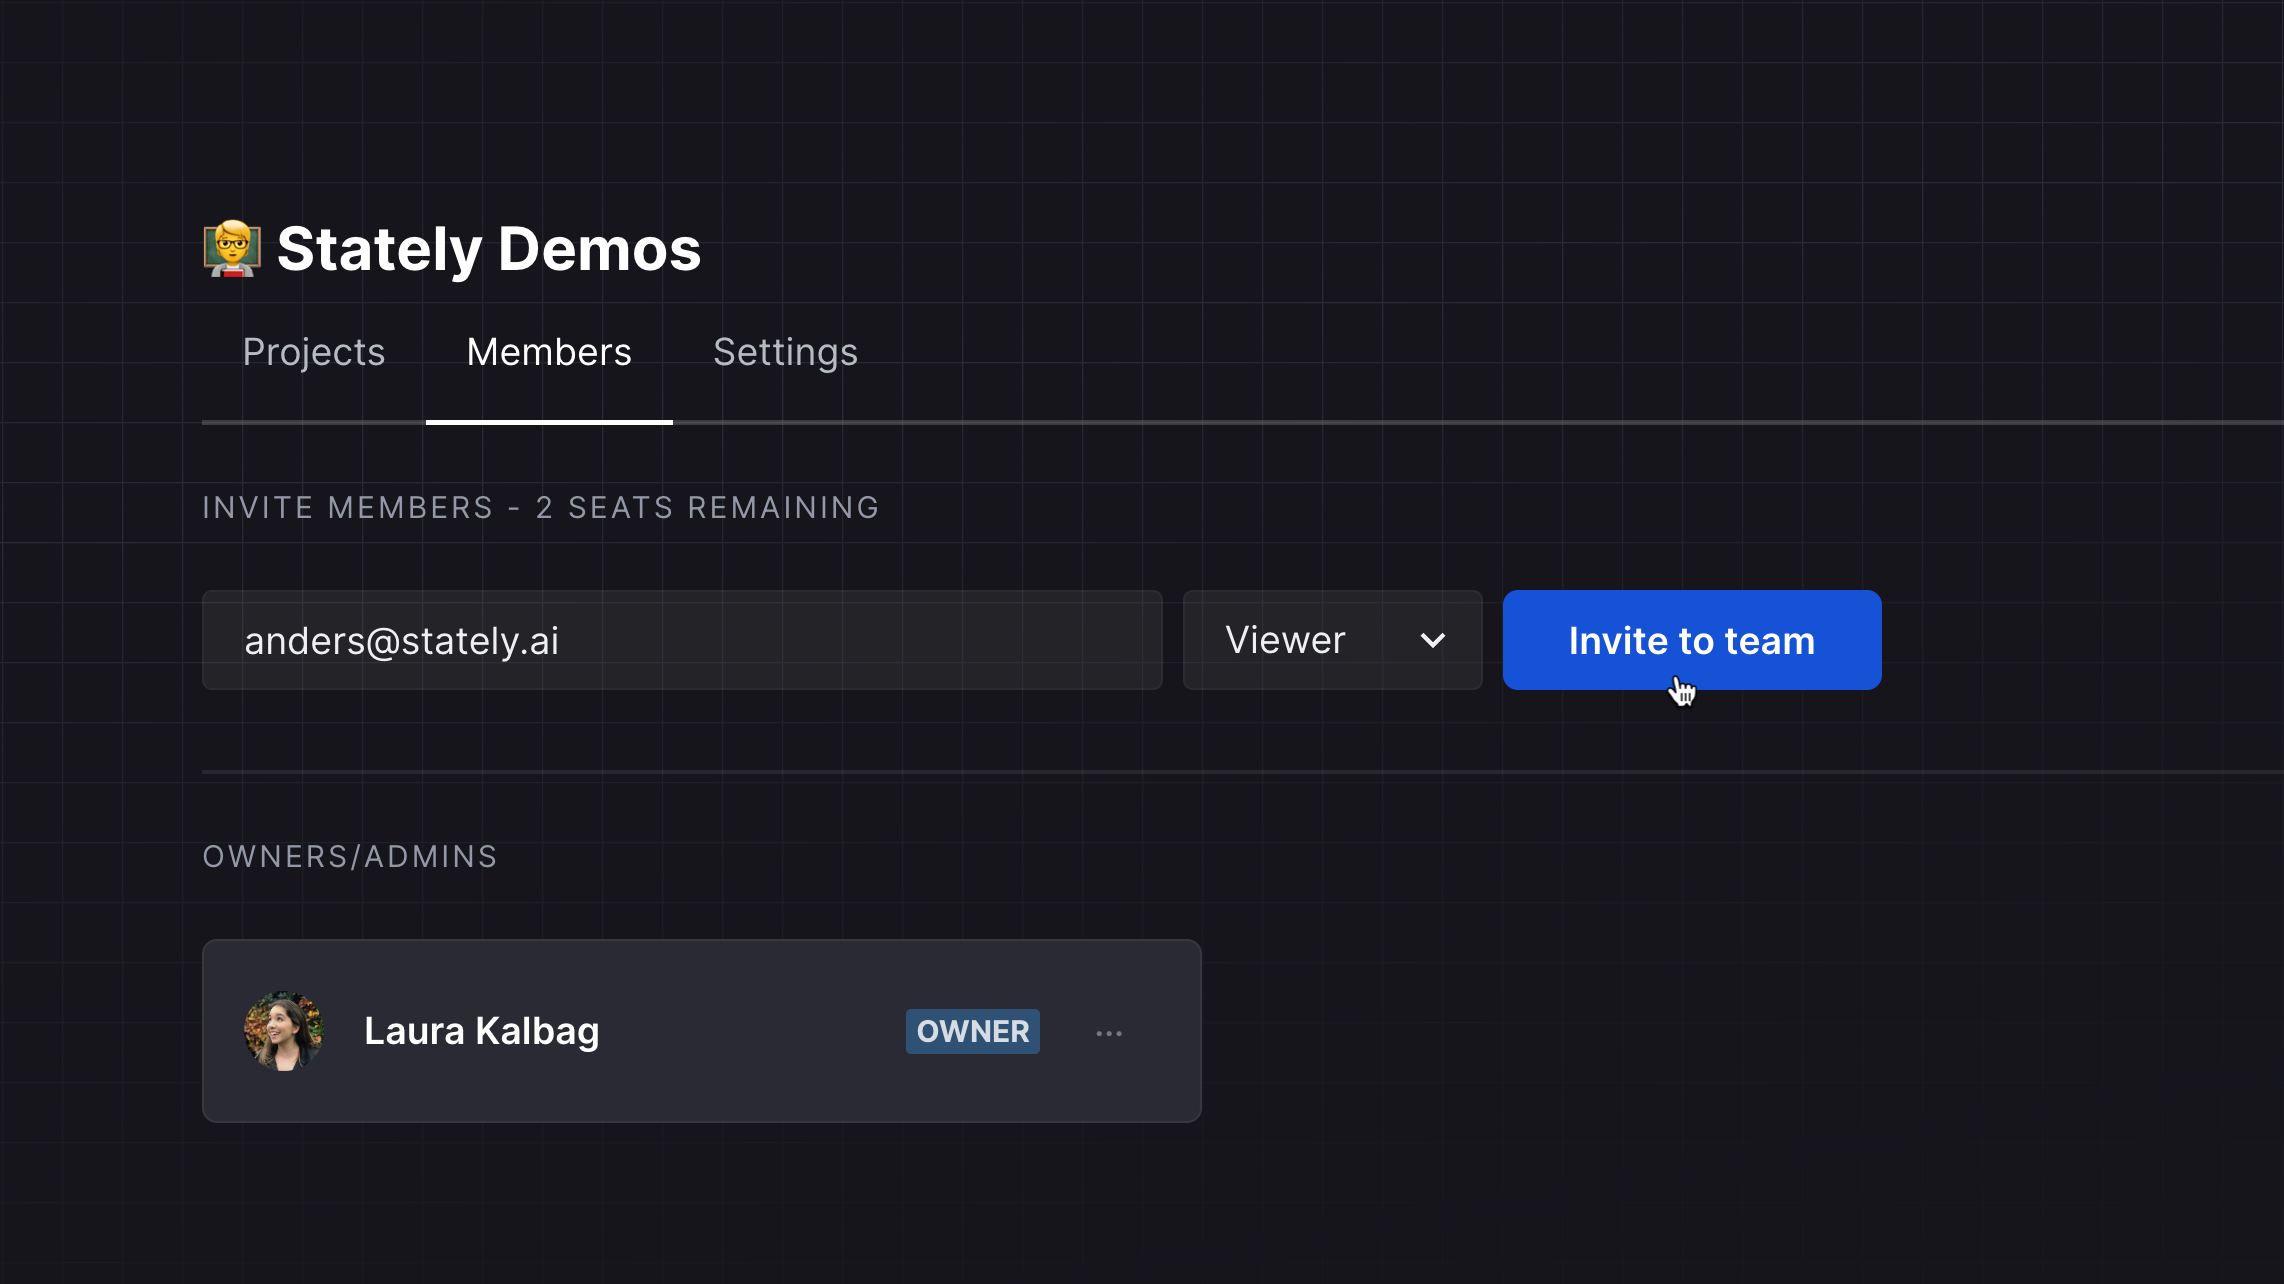 Stately Demos
Projects Members Settings
INVITE MEMBERS - 2 SEATS REMAINING
anders@stately.ai Viewer Invite to team
OWNERS/ADMINS
Laura Kalbag OWNER ...